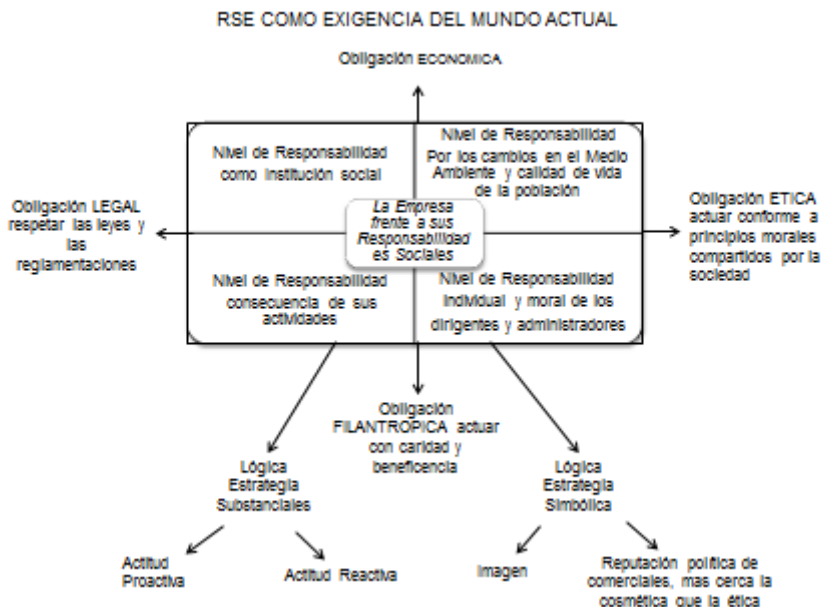 RSE COMO EXIGENCIA DEL MUNDO ACTUAL
Obligación ECONOMICA
Nivel de Responsabilidad
como institución social
Nivel de Responsabilidad
Por los cambios en el Medio
Ambiente y calidad de vida
de la población
Obligación LEGAL
respetar las leyes y
las
reglamentaciones
La Empresa
frente a sus
Responsabilidad
es Sociales
Obligación ETICA
actuar conforme a
principios morales
compartidos por la
sociedad
Nivel de Responsabilidad
consecuencia de sus
actividades
Nivel de Responsabilidad
individual y moral de los
dirigentes y administradores
Obligación
FILANTROPICA actuar
con caridad y
beneficencia
Lógica
Estrategia
Substanciales
Lógica
Estrategia
Simbólica
Actitud
Proactiva
Actitud Reactiva
Imagen
Reputación política de
comerciales, mas cerca la
cosmética que la ética